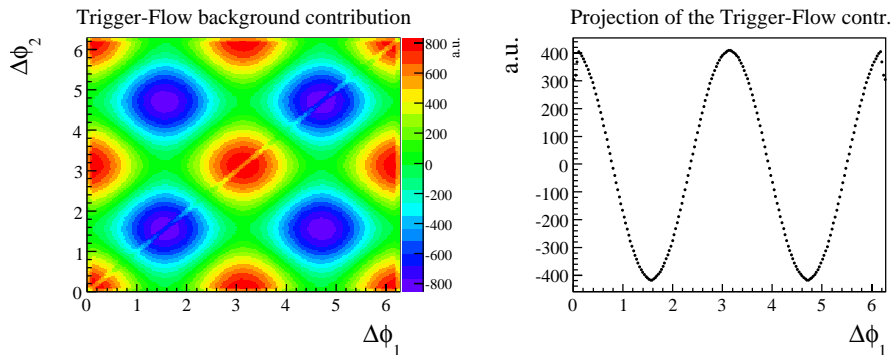 Trigger-Flow background contribution
Δϕ₂
6
5
4
3
2
1
0
0 1 2 3 4 5 6
Δϕ₁
800
600
400
200
0
-200
-400
-600
-800
a.u.
Projection of the Trigger-Flow contr.
a.u.
400
300
200
100
0
-100
-200
-300
-400
0 1 2 3 4 5 6
Δϕ₁